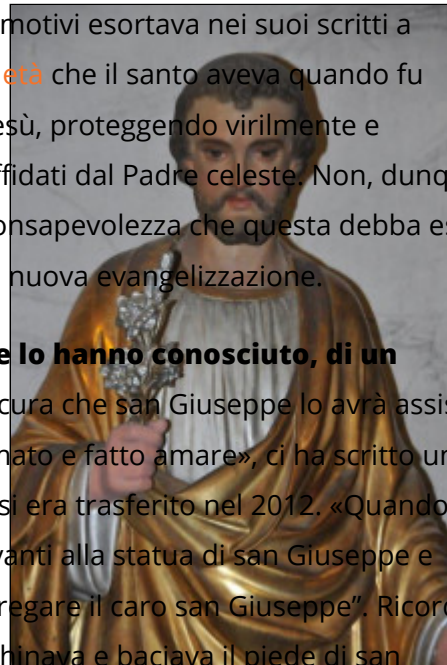 motivi esortava nei suoi scritti a
età che il santo aveva quando fu
esù, proteggendo virilmente e
ffidati dal Padre celeste. Non, dunq
onsapevolezza che questa debba es
nuova evangelizzazione.
e lo hanno conosciuto, di un
cura che san Giuseppe lo avrà assis
nato e fatto amare», ci ha scritto un
si era trasferito nel 2012. «Quando
vanti alla statua di san Giuseppe e
regare il caro san Giuseppe”. Ricord
hinava e baciava il piede di san